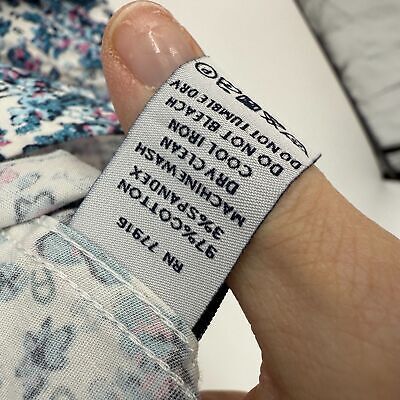 RN 77916
97%COTTON
3%SPANDEX
MACHINE WASH
DRY CLEAN
COOL IRON
DO NOT BLEACH
DO NOT TUMBLE DRY